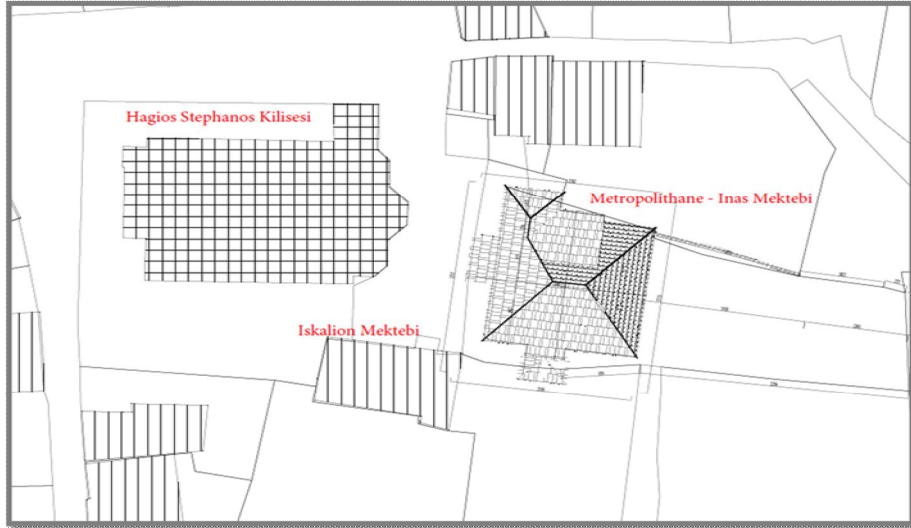 Hagios Stephanos Kilisesi
Metropolithane - Inas Mektebi
Iskalion Mektebi